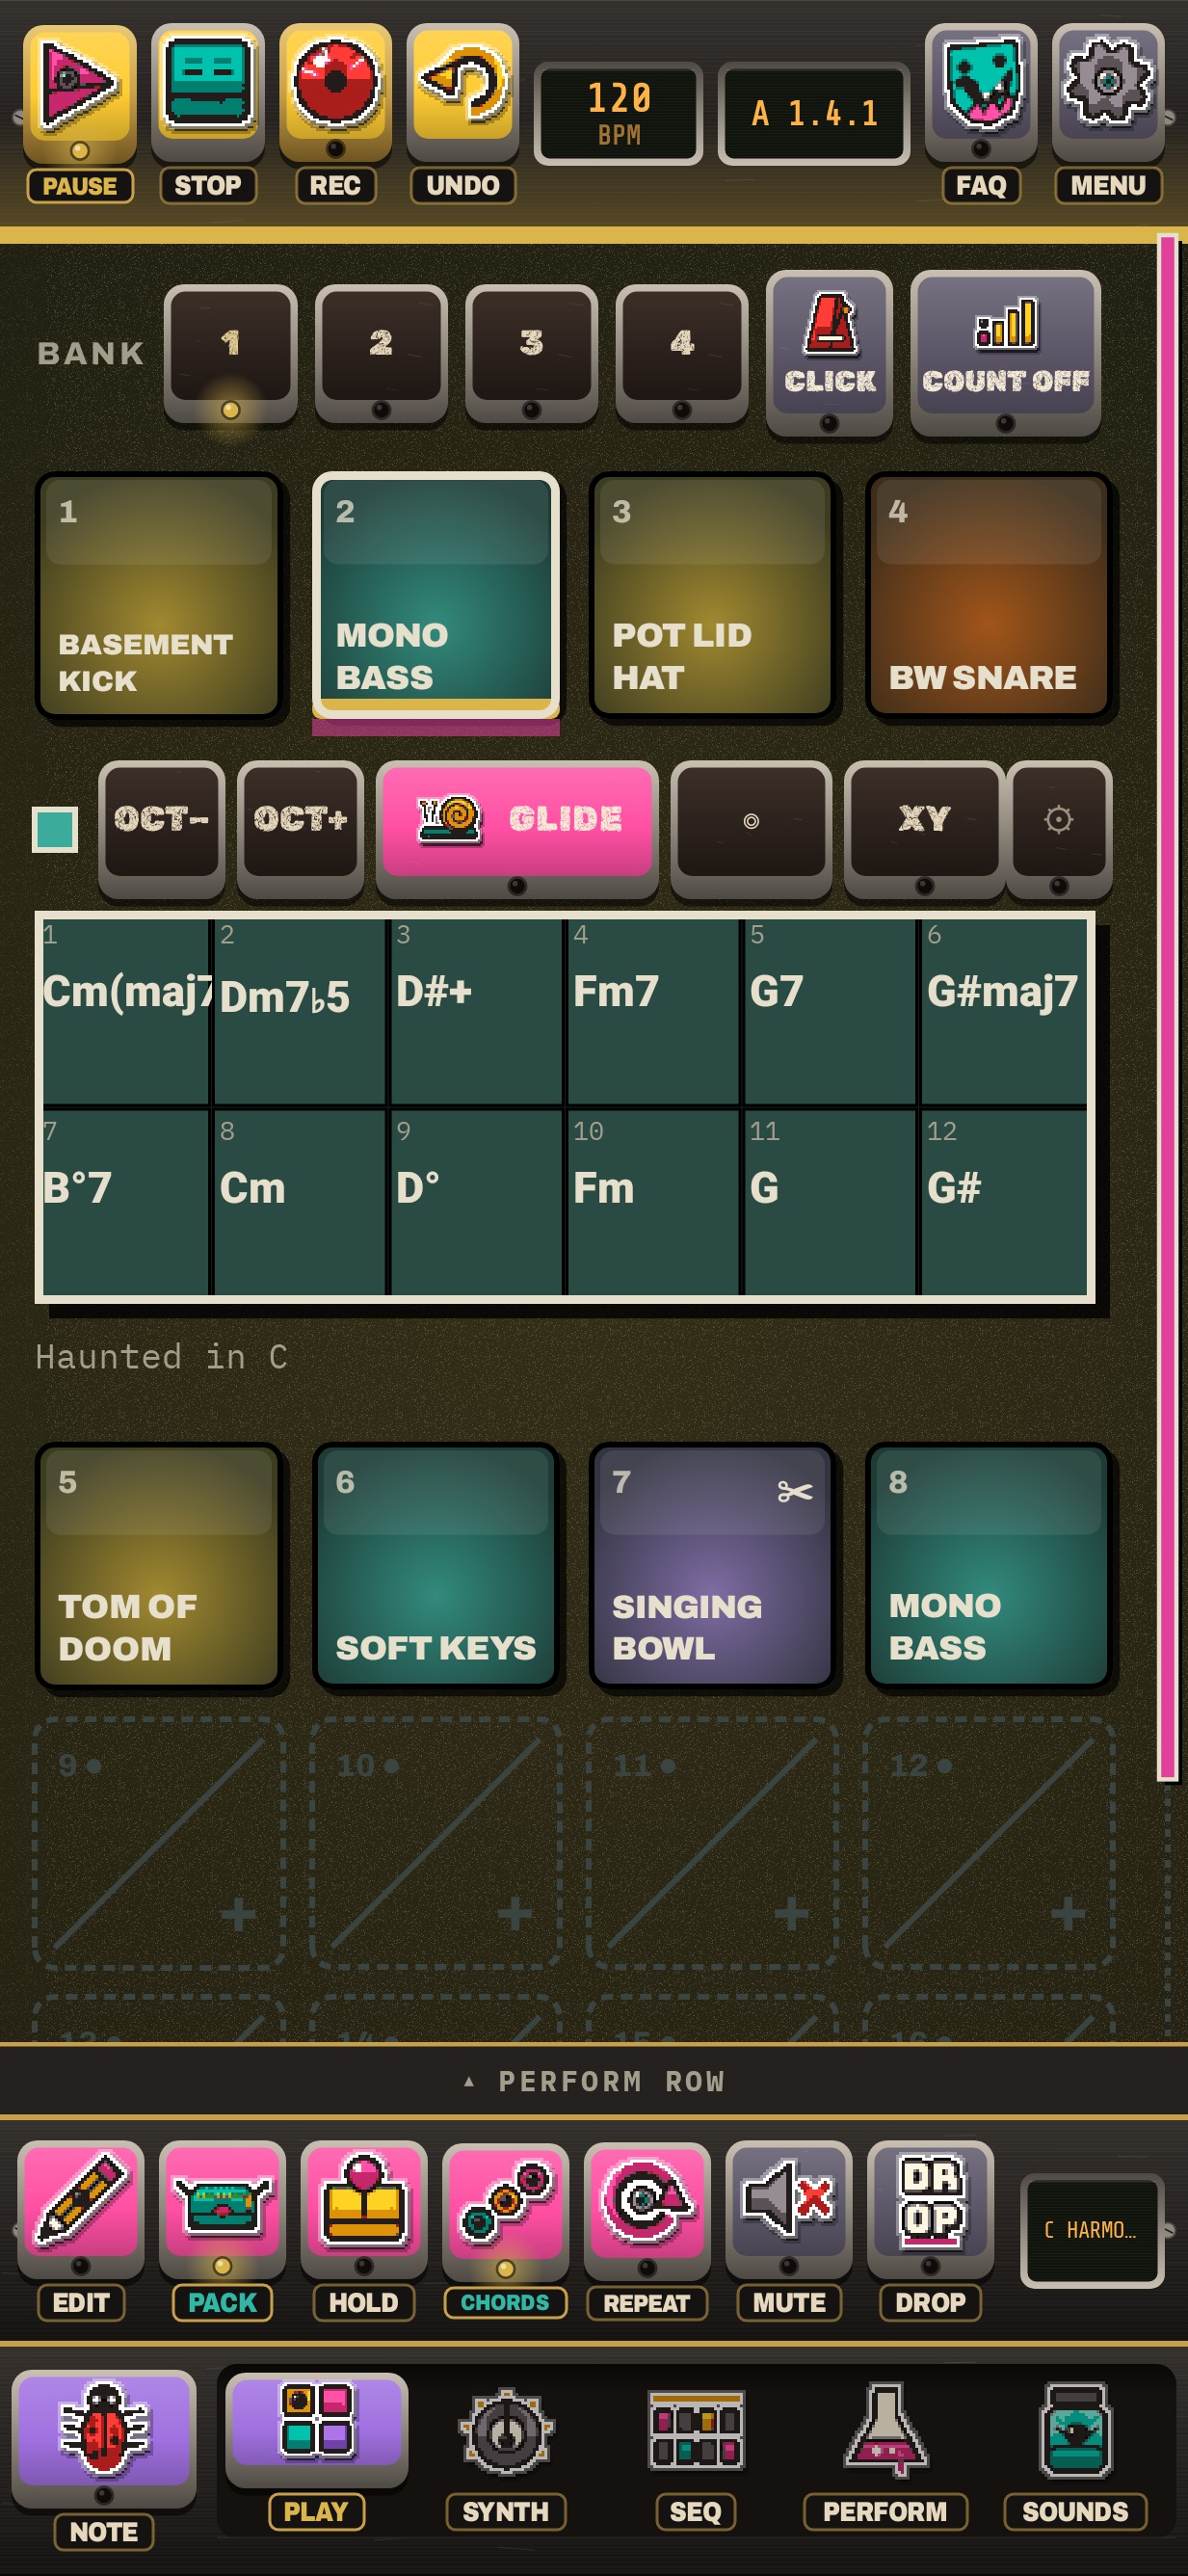 120
BPM
A 1.4.1
PAUSE
STOP
REC
UNDO
FAQ
MENU
BANK
1
2
3
4
CLICK
COUNT OFF
1
BASEMENT
KICK
2
MONO
BASS
3
POT LID
HAT
4
BW SNARE
OCT-
OCT+
GLIDE
XY
1
Cm(maj7
2
Dm7♭5
3
D#+
4
Fm7
5
G7
6
G#maj7
7
B°7
8
Cm
9
D°
10
Fm
11
G
12
G#
Haunted in C
5
TOM OF
DOOM
6
SOFT KEYS
7
SINGING
BOWL
8
MONO
BASS
9
10
11
12
13
14
15
16
▲ PERFORM ROW
DR
OP
C HARMO…
EDIT
PACK
HOLD
CHORDS
REPEAT
MUTE
DROP
NOTE
PLAY
SYNTH
SEQ
PERFORM
SOUNDS